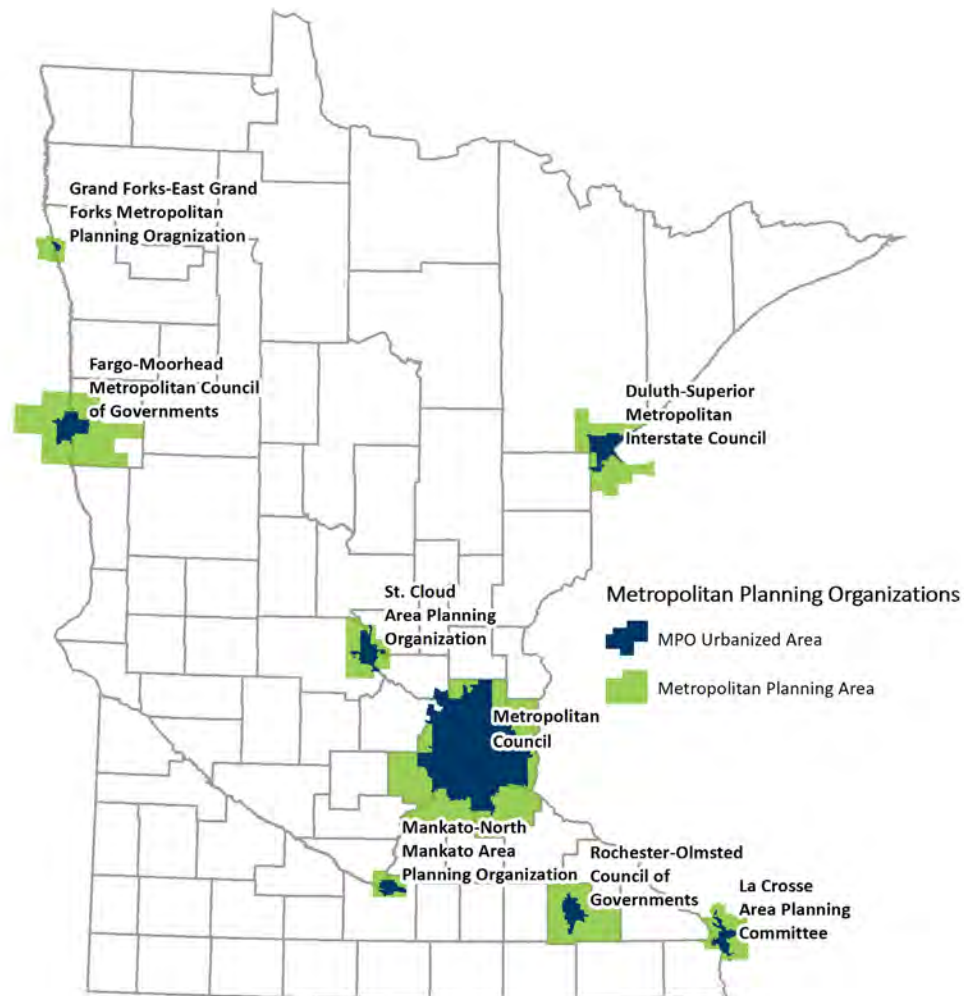 Grand Forks-East Grand
Forks Metropolitan
Planning Oragnization
Fargo-Moorhead
Metropolitan Council
of Governments
Duluth-Superior
Metropolitan
Interstate Council
St. Cloud
Area Planning
Organization
Metropolitan Planning Organizations
MPO Urbanized Area
Metropolitan Planning Area
Metropolitan
Council
Mankato-North
Mankato Area
Planning Organization
Rochester-Olmsted
Council of
Governments
La Crosse
Area Planning
Committee